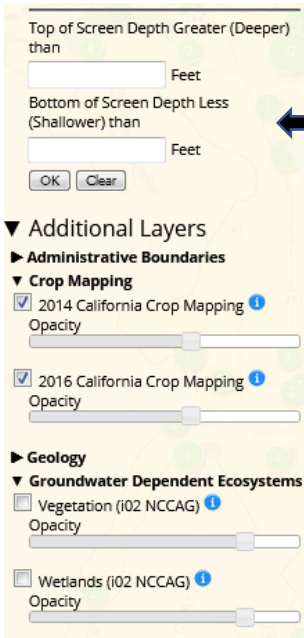 Top of Screen Depth Greater (Deeper)
than
Feet
Bottom of Screen Depth Less
(Shallower) than
Feet
OK Clear
▼ Additional Layers
▶ Administrative Boundaries
▼ Crop Mapping
2014 California Crop Mapping
Opacity
2016 California Crop Mapping
Opacity
▶ Geology
▼ Groundwater Dependent Ecosystems
Vegetation (i02 NCCAG)
Opacity
Wetlands (i02 NCCAG)
Opacity